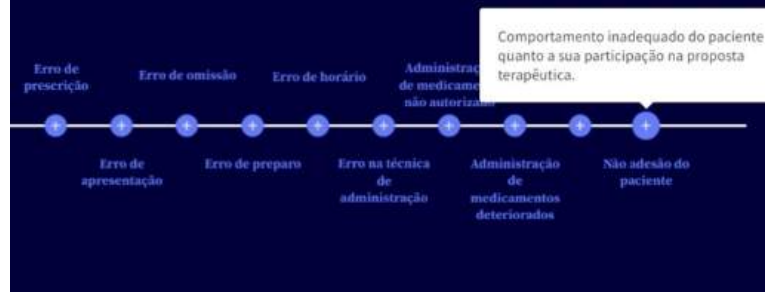 Comportamento inadequado do paciente
quanto a sua participação na proposta
terapêutica.
Erro de
prescrição
Erro de omissão
Erro de horário
Administraç
de medicame
não autoriza
Erro de
apresentação
Erro de preparo
Erro na técnica
de
administração
Administração
de
medicamentos
deteriorados
Não adesão do
paciente